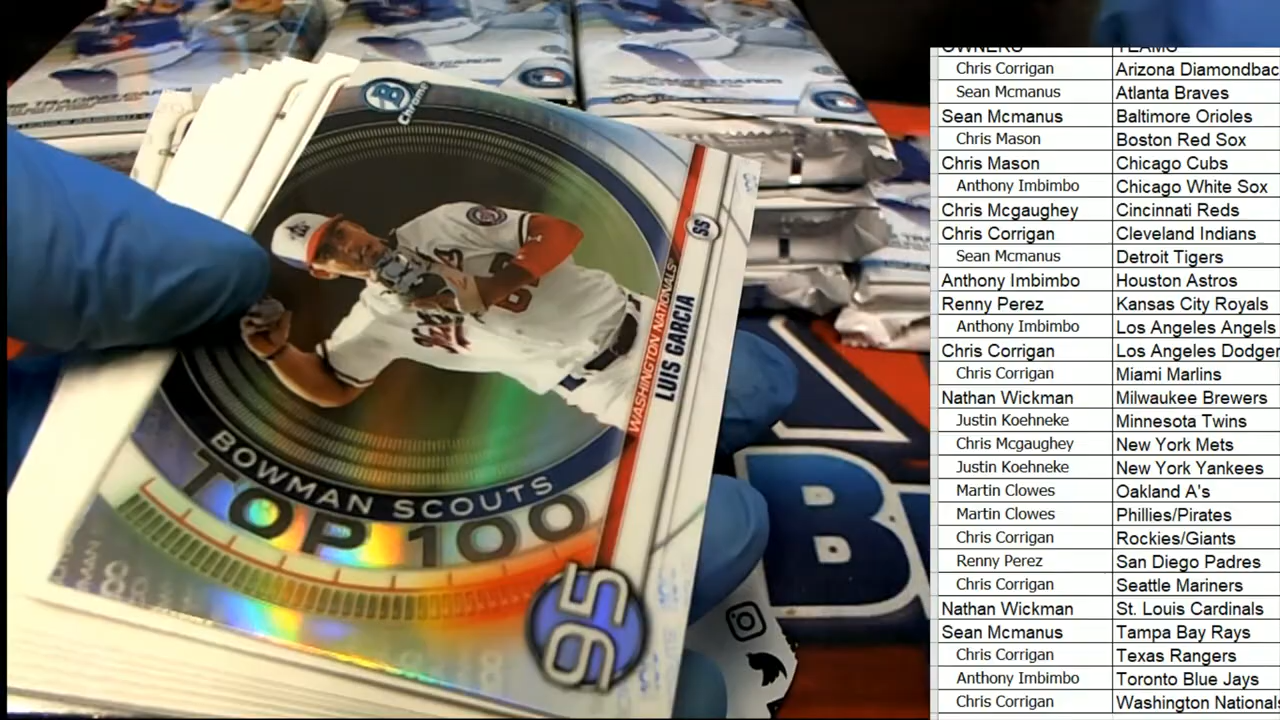 B
Chrome
SS
WASHINGTON NATIONALS
LUIS GARCIA
BOWMAN SCOUTS
TOP 100
95
B
OWNERS TEAMS
Chris Corrigan Arizona Diamondbac
Sean Mcmanus Atlanta Braves
Sean Mcmanus Baltimore Orioles
Chris Mason Boston Red Sox
Chris Mason Chicago Cubs
Anthony Imbimbo Chicago White Sox
Chris Mcgaughey Cincinnati Reds
Chris Corrigan Cleveland Indians
Sean Mcmanus Detroit Tigers
Anthony Imbimbo Houston Astros
Renny Perez Kansas City Royals
Anthony Imbimbo Los Angeles Angels
Chris Corrigan Los Angeles Dodger
Chris Corrigan Miami Marlins
Nathan Wickman Milwaukee Brewers
Justin Koehneke Minnesota Twins
Chris Mcgaughey New York Mets
Justin Koehneke New York Yankees
Martin Clowes Oakland A's
Martin Clowes Phillies/Pirates
Chris Corrigan Rockies/Giants
Renny Perez San Diego Padres
Chris Corrigan Seattle Mariners
Nathan Wickman St. Louis Cardinals
Sean Mcmanus Tampa Bay Rays
Chris Corrigan Texas Rangers
Anthony Imbimbo Toronto Blue Jays
Chris Corrigan Washington Nationals